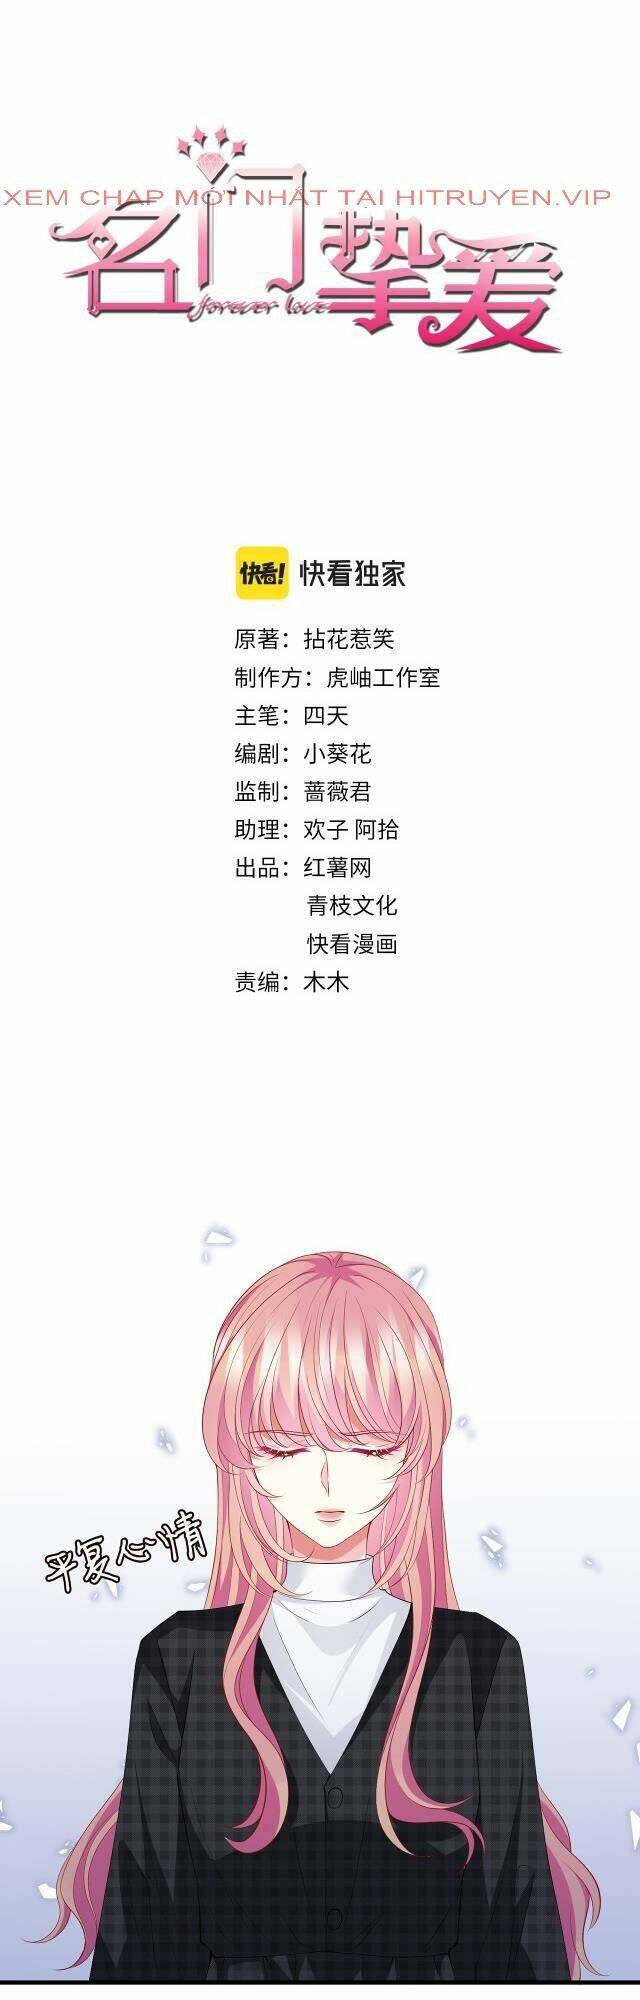 XEM CHAP MỚI NHẤT TẠI HITRUYEN.VIP
名门挚爱
forever love
快看! 快看独家
原著：拈花惹笑
制作方：虎岫工作室
主笔：四天
编剧：小葵花
监制：蔷薇君
助理：欢子 阿拾
出品：红薯网
青枝文化
快看漫画
责编：木木
平复心情